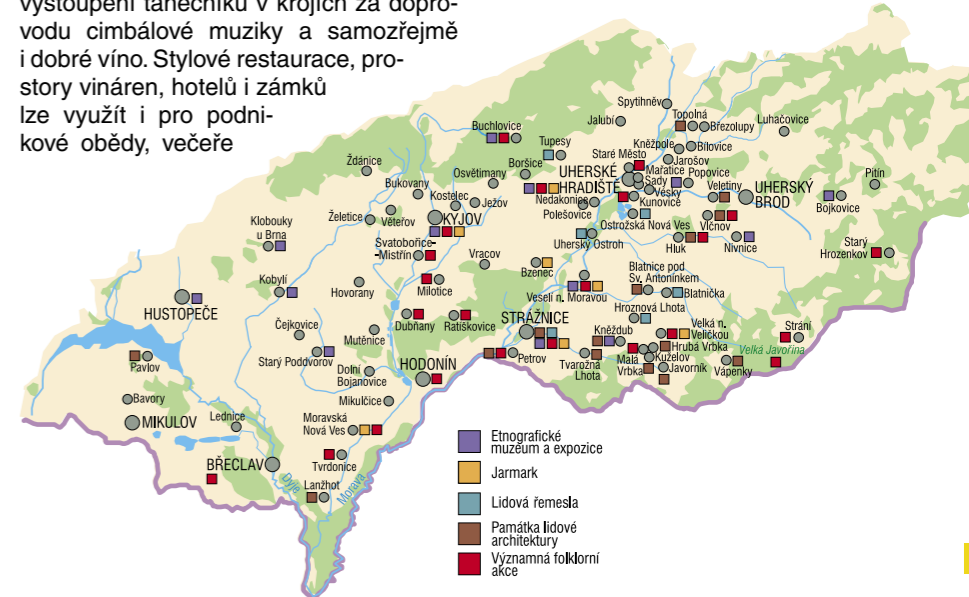 vystoupení tanečníků v krojích za dopro-
vodu cimbálové muziky a samozřejmě
i dobré víno. Stylové restaurace, pro-
story vináren, hotelů i zámků
lze využít i pro podni-
kové obědy, večeře
Spytihněv
Topolná
Jalubí
Březolupy
Luhačovice
Buchlovice
Tupesy
Kněžpole
Bílovice
Staré Město
Jarošov
Ždánice
Boršice
Mařatice
Popovice
Osvětimany
UHERSKÉ
HRADIŠTĚ
Sady
Vésky
Veletiny
UHERSKÝ
BROD
Pitín
Bukovany
Kostelec
Ježov
Nedakonice
Kunovice
Bojkovice
Želetice
Věteřov
KYJOV
Polešovice
Ostrožská Nová Ves
Vlčnov
Klobouky
u Brna
Svatobořice-
-Mistřín
Uherský Ostroh
Hluk
Nivnice
Starý
Hrozenkov
Vracov
Bzenec
Blatnice pod
Sv. Antonínkem
Kobylí
Hovorany
Milotice
Veselí n. Moravou
Blatnička
HUSTOPEČE
Hroznová Lhota
Dubňany
Ratíškovice
STRÁŽNICE
Kněždub
Velká n.
Veličkou
Strání
Čejkovice
Mutěnice
Hrubá Vrbka
Velká Javořina
Starý Poddvorov
Petrov
Malá
Vrbka
Kuželov
Pavlov
Dolní
Bojanovice
HODONÍN
Tvarožná
Lhota
Javorník
Vápenky
Bavory
Mikulčice
MIKULOV
Lednice
Moravská
Nová Ves
BŘECLAV
Tvrdonice
Dyje
Morava
Lanžhot
Etnografické
muzeum a expozice
Jarmark
Lidová řemesla
Památka lidové
architektury
Významná folklorní
akce